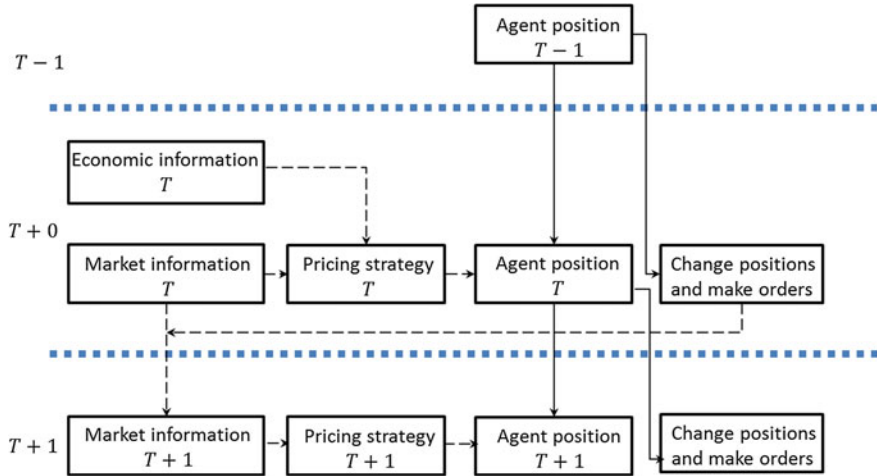 Agent position
T − 1
T − 1
Economic information
T
T + 0
Market information
T
Pricing strategy
T
Agent position
T
Change positions
and make orders
T + 1
Market information
T + 1
Pricing strategy
T + 1
Agent position
T + 1
Change positions
and make orders